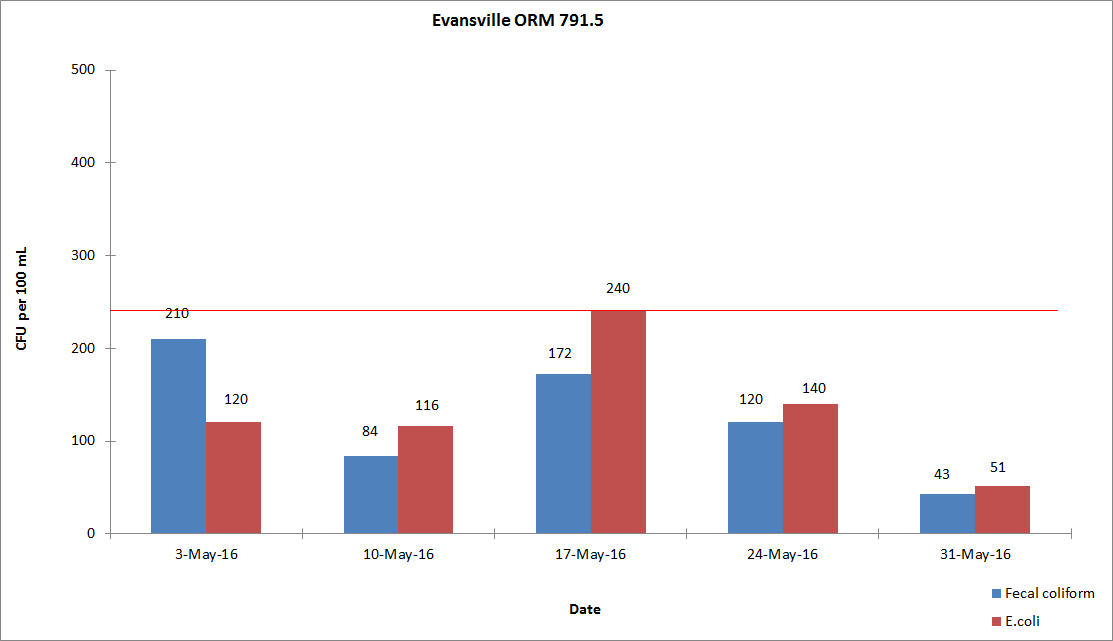 Evansville ORM 791.5
500
400
300
200
100
0
CFU per 100 mL
210
120
84
116
172
240
120
140
43
51
3-May-16
10-May-16
17-May-16
24-May-16
31-May-16
Date
Fecal coliform
E.coli